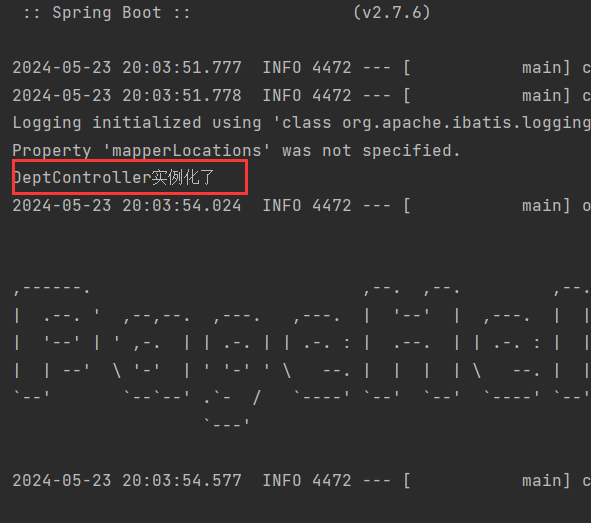 :: Spring Boot ::                (v2.7.6)
2024-05-23 20:03:51.777  INFO 4472 --- [           main] c
2024-05-23 20:03:51.778  INFO 4472 --- [           main] c
Logging initialized using 'class org.apache.ibatis.logging
Property 'mapperLocations' was not specified.
DeptController实例化了
2024-05-23 20:03:54.024  INFO 4472 --- [           main] o
,------.                           ,--.  ,--.         ,--.
|  .--. '  ,--,--.  ,---.   ,---.  |  '--'  |  ,---.  |  |
|  '--' | ' ,-.  | | .-. | | .-. : |  .--.  | | .-. : |  |
|  | --'  \ '-'  | ' '-' ' \   --. |  |  |  | \   --. |  |
`--'       `--`--' .`-  /   `----' `--'  `--'  `----' `--'
                   `---'
2024-05-23 20:03:54.577  INFO 4472 --- [           main] c